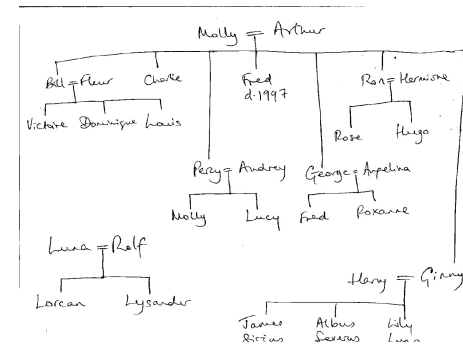 Molly = Arthur
Bill = Fleur Charlie Fred Ron = Hermione
d.1997
Victoire Dominique Louis
Rose Hugo
Percy = Audrey George = Angelina
Molly Lucy Fred Roxanne
Luna = Rolf
Harry = Ginny
Lorcan Lysander
James Albus Lily
Sirius Severus Luna